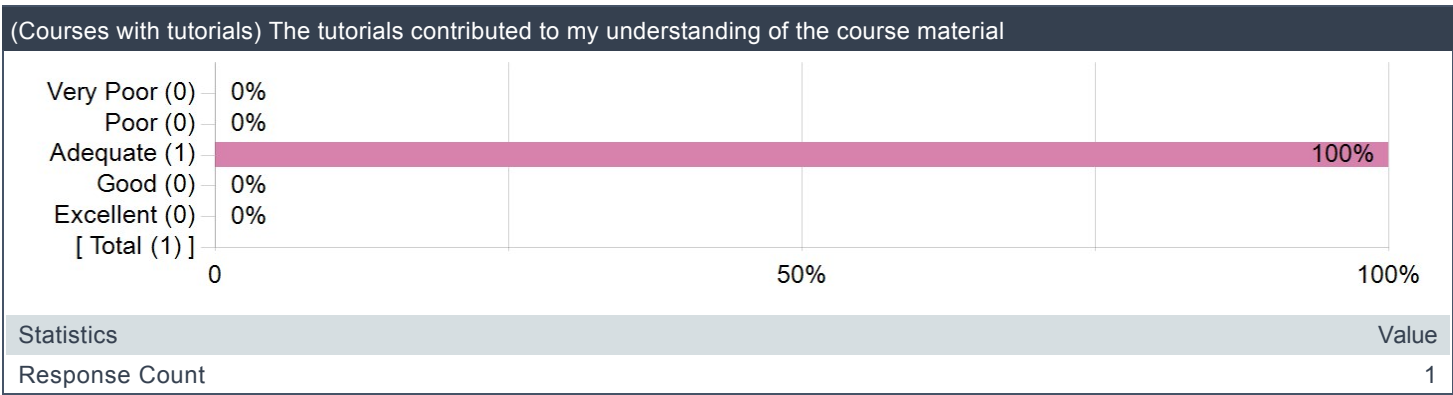 (Courses with tutorials) The tutorials contributed to my understanding of the course material
Very Poor (0) 0%
Poor (0) 0%
Adequate (1) 100%
Good (0) 0%
Excellent (0) 0%
[ Total (1) ]
0 50% 100%
Statistics Value
Response Count 1